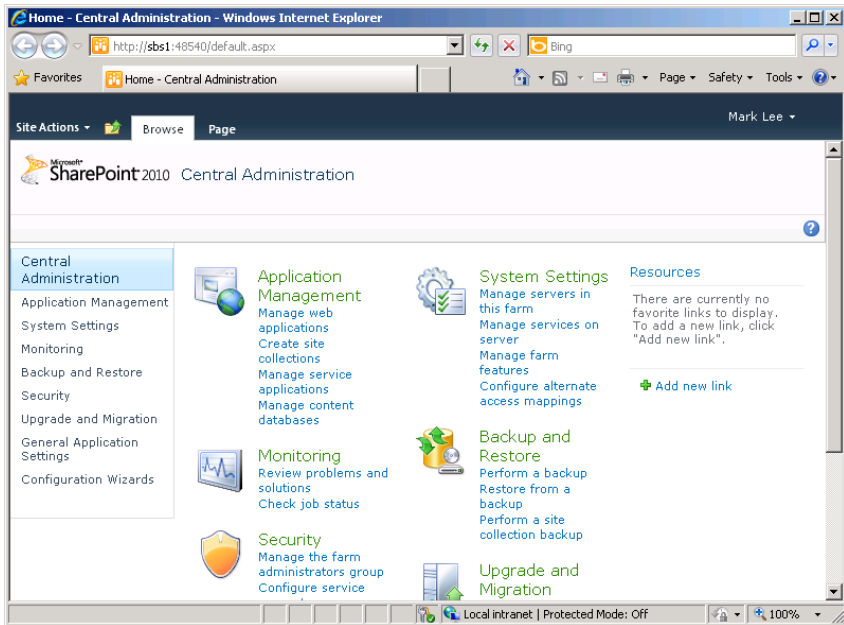 Home - Central Administration - Windows Internet Explorer
http://sbs1:48540/default.aspx
Bing
Favorites
Home - Central Administration
Page
Safety
Tools
Site Actions
Browse
Page
Mark Lee
Microsoft
SharePoint 2010 Central Administration
Central
Administration
Application Management
System Settings
Monitoring
Backup and Restore
Security
Upgrade and Migration
General Application
Settings
Configuration Wizards
Application
Management
Manage web
applications
Create site
collections
Manage service
applications
Manage content
databases
Monitoring
Review problems and
solutions
Check job status
Security
Manage the farm
administrators group
Configure service
System Settings
Manage servers in
this farm
Manage services on
server
Manage farm
features
Configure alternate
access mappings
Backup and
Restore
Perform a backup
Restore from a
backup
Perform a site
collection backup
Upgrade and
Migration
Resources
There are currently no
favorite links to display.
To add a new link, click
"Add new link".
Add new link
Local intranet | Protected Mode: Off
100%